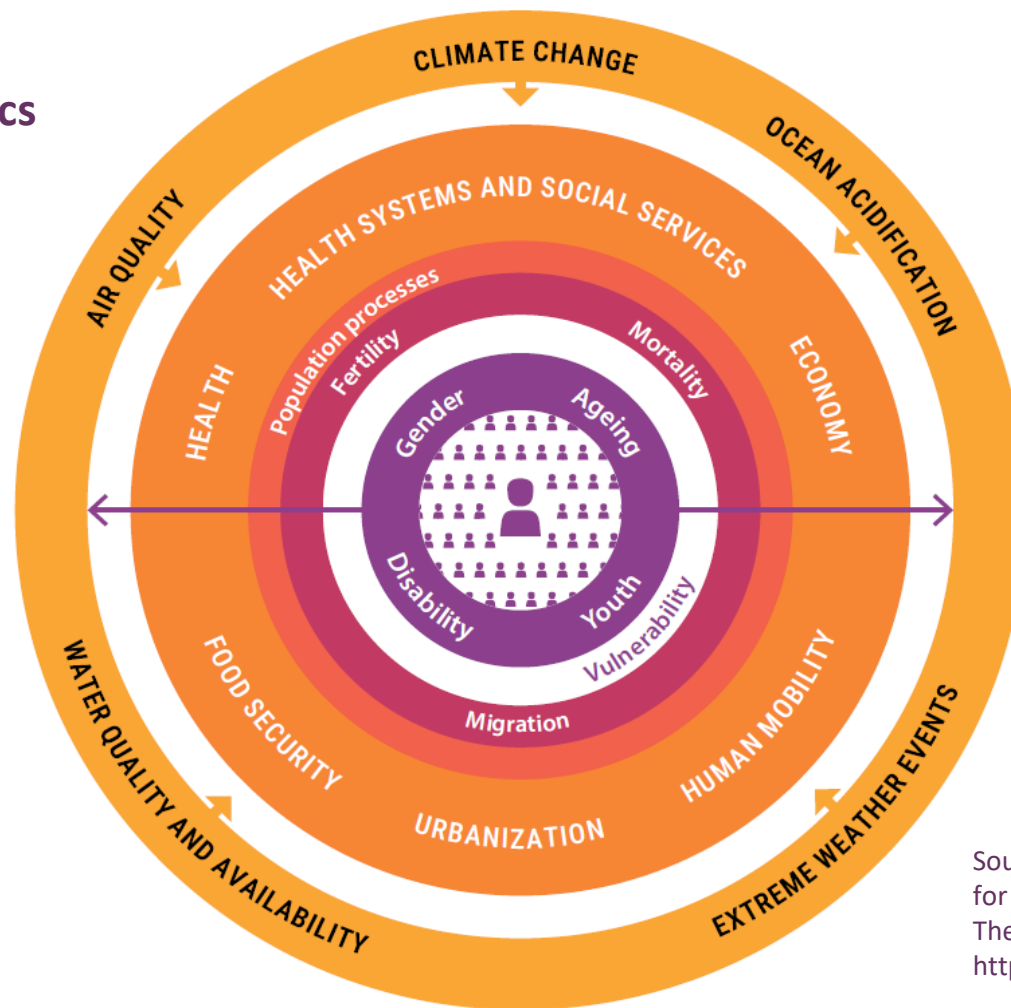 cs
CLIMATE CHANGE
OCEAN ACIDIFICATION
AIR QUALITY
HEALTH SYSTEMS AND SOCIAL SERVICES
HEALTH
ECONOMY
Population processes
Fertility
Mortality
Gender
Ageing
Disability
Youth
Vulnerability
Migration
FOOD SECURITY
HUMAN MOBILITY
URBANIZATION
WATER QUALITY AND AVAILABILITY
EXTREME WEATHER EVENTS
Sou
for
The
http